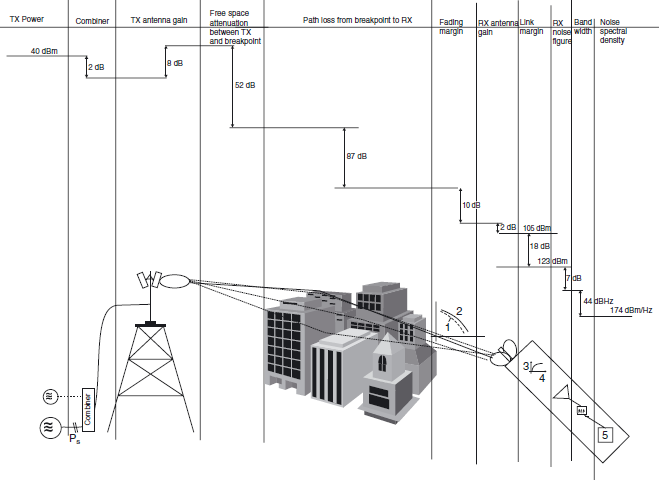 TX Power
Combiner
TX antenna gain
Free space
attenuation
between TX
and breakpoint
Path loss from breakpoint to RX
Fading
margin
RX antenna
gain
Link
margin
RX
noise
figure
Band
width
Noise
spectral
density
40 dBm
2 dB
8 dB
52 dB
87 dB
10 dB
2 dB
105 dBm
18 dB
123 dBm
7 dB
44 dBHz
174 dBm/Hz
2
1
3
4
5
Combiner
Ps